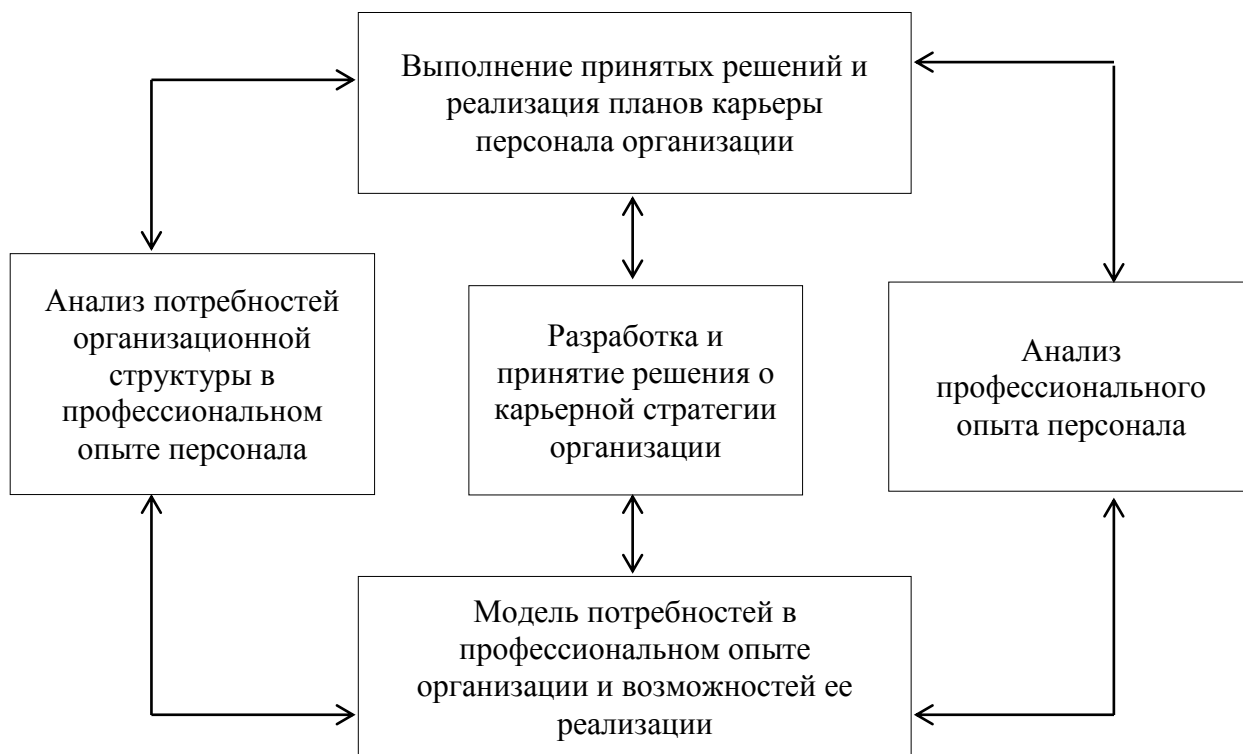 Выполнение принятых решений и
реализация планов карьеры
персонала организации
Анализ потребностей
организационной
структуры в
профессиональном
опыте персонала
Разработка и
принятие решения о
карьерной стратегии
организации
Анализ
профессионального
опыта персонала
Модель потребностей в
профессиональном опыте
организации и возможностей ее
реализации